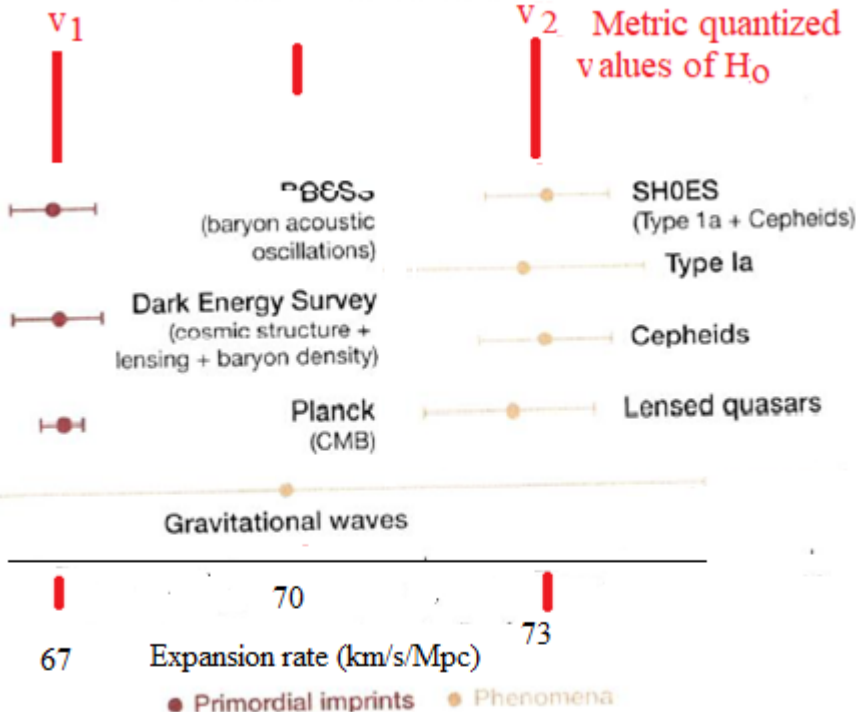 v1
v2
Metric quantized
values of HO
(baryon acoustic
oscillations)
SH0ES
(Type 1a + Cepheids)
Type Ia
Dark Energy Survey
(cosmic structure +
lensing + baryon density)
Cepheids
Planck
(CMB)
Lensed quasars
Gravitational waves
70
73
67
Expansion rate (km/s/Mpc)
Primordial imprints
Phenomena